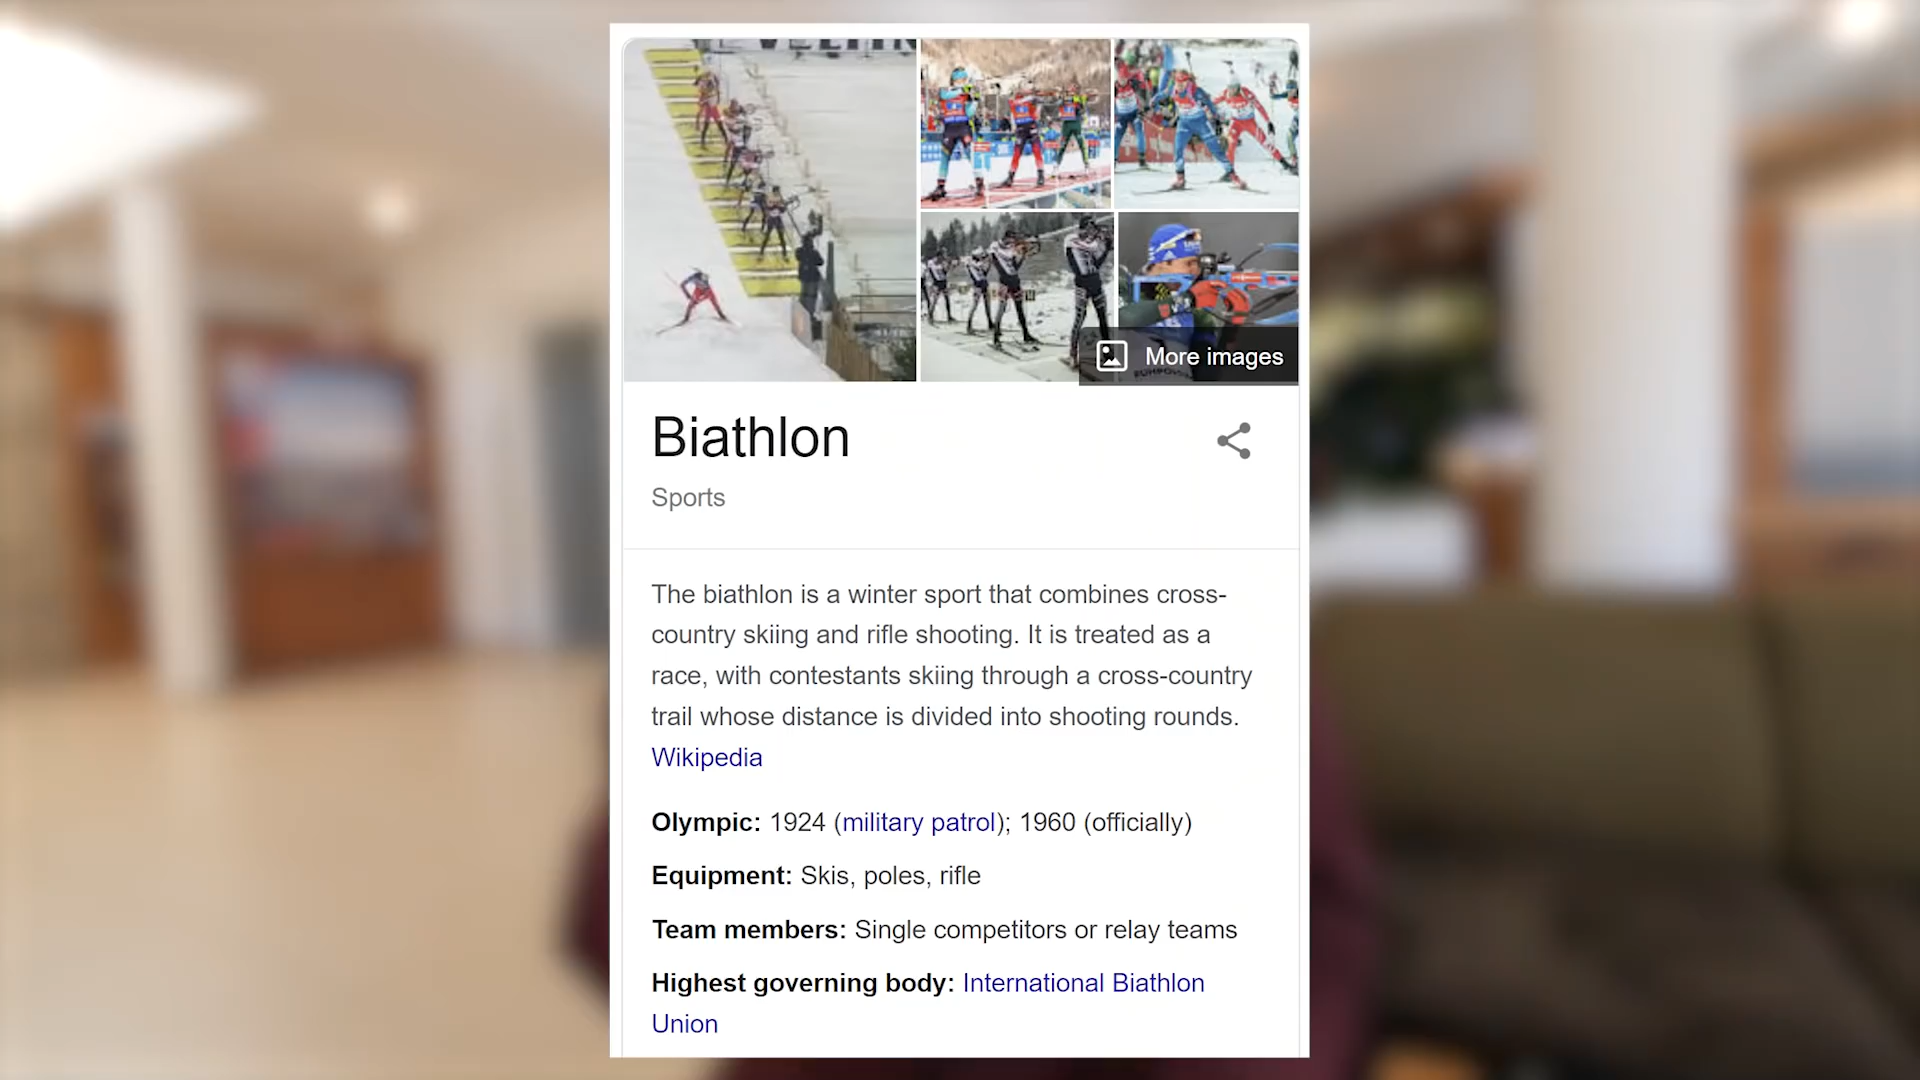 More images
Biathlon
Sports
The biathlon is a winter sport that combines cross-
country skiing and rifle shooting. It is treated as a
race, with contestants skiing through a cross-country
trail whose distance is divided into shooting rounds.
Wikipedia
Olympic: 1924 (military patrol); 1960 (officially)
Equipment: Skis, poles, rifle
Team members: Single competitors or relay teams
Highest governing body: International Biathlon
Union